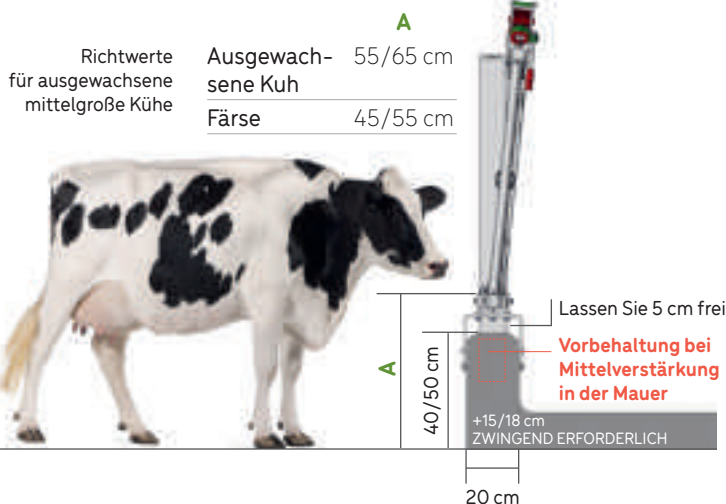 A
Richtwerte
für ausgewachsene
mittelgroße Kühe
Ausgewach-
sene Kuh
55/65 cm
Färse
45/55 cm
Lassen Sie 5 cm frei
Vorbehaltung bei
Mittelverstärkung
in der Mauer
A
40/50 cm
+15/18 cm
ZWINGEND ERFORDERLICH
20 cm